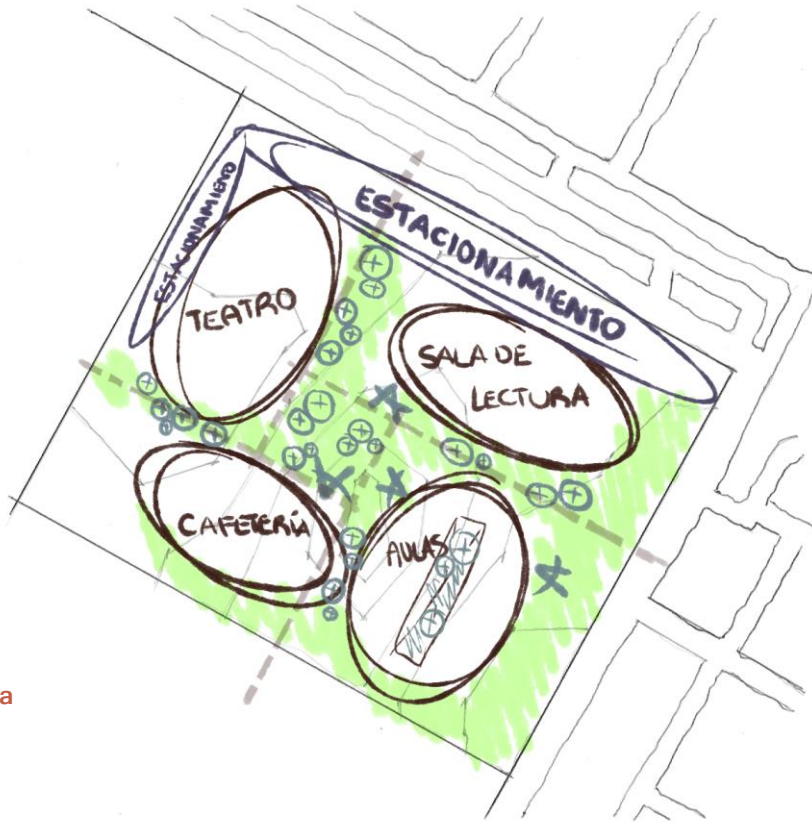 ESTACIONAMIENTO
ESTACIONAMIENTO
TEATRO
SALA DE
LECTURA
CAFETERÍA
AULAS
a